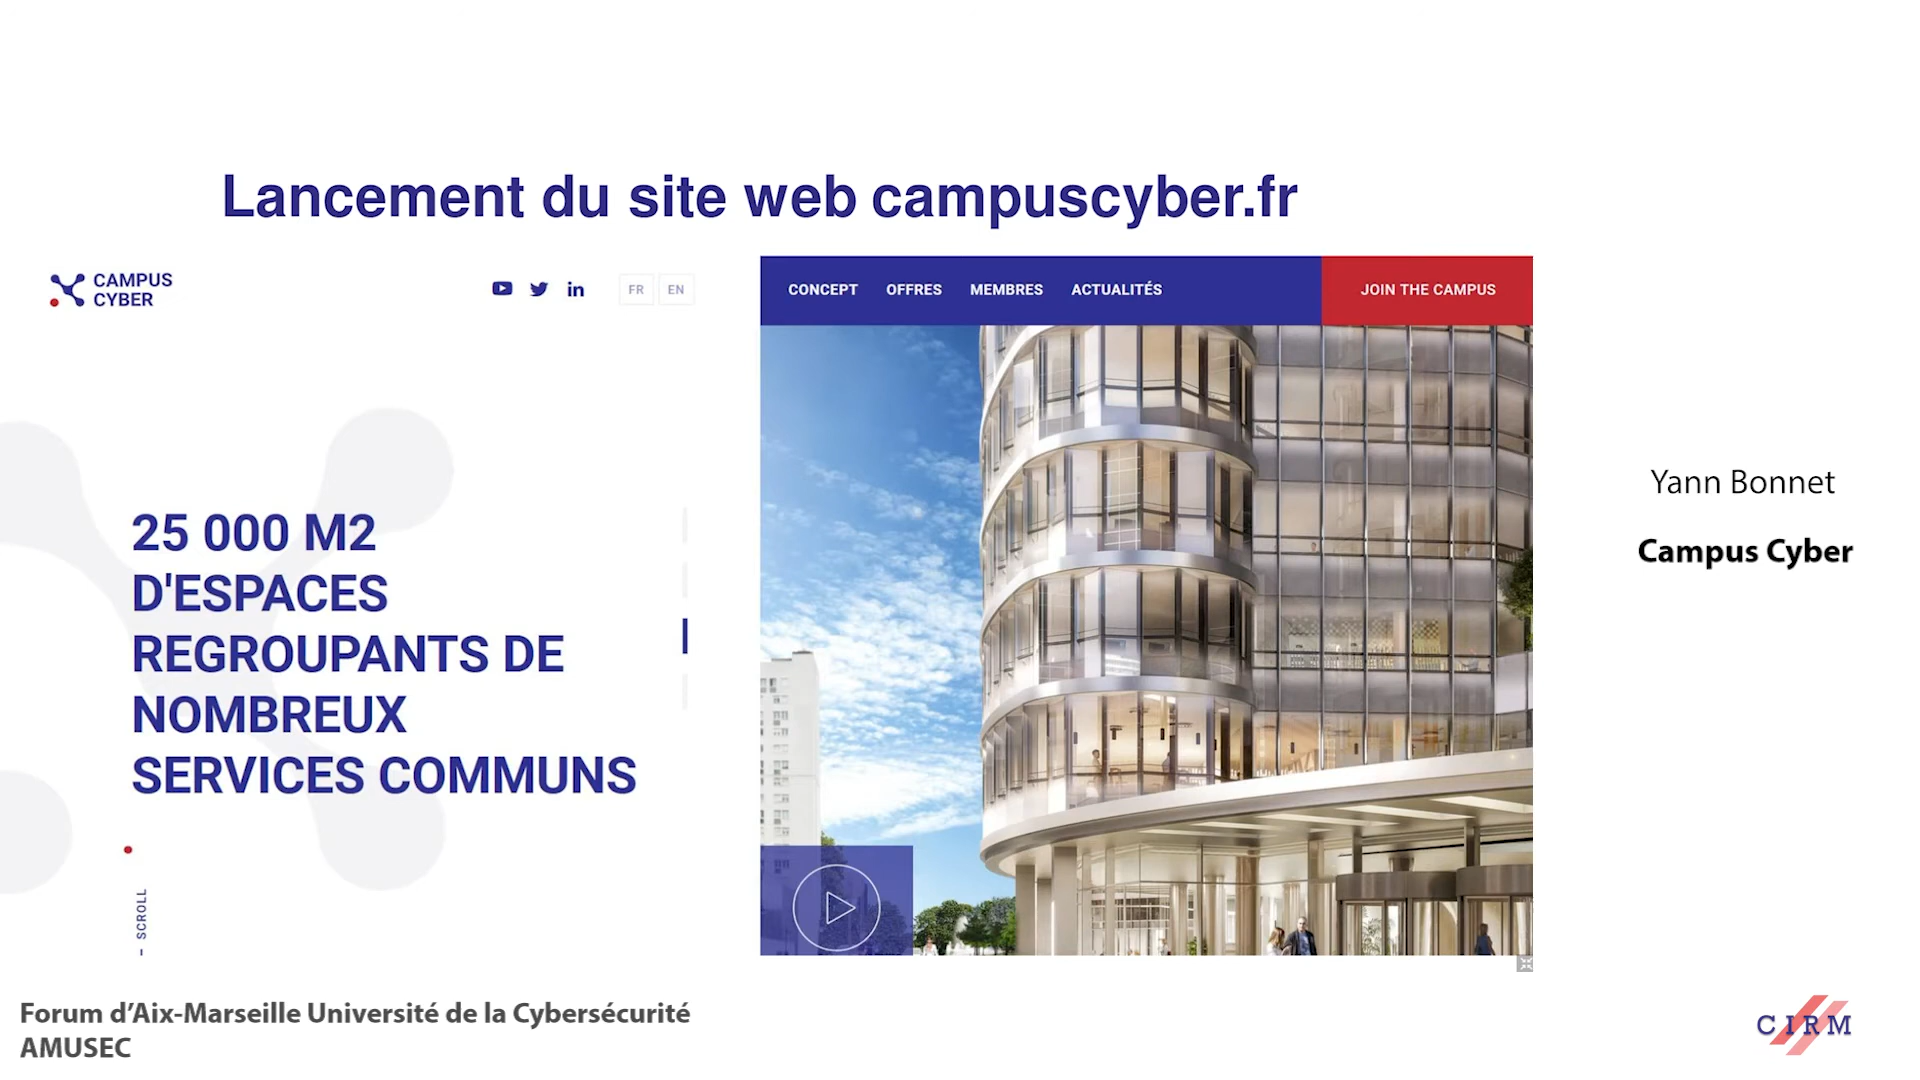 Lancement du site web campuscyber.fr
CAMPUS
CYBER
FR EN
CONCEPT OFFRES MEMBRES ACTUALITÉS JOIN THE CAMPUS
25 000 M2
D'ESPACES
REGROUPANTS DE
NOMBREUX
SERVICES COMMUNS
SCROLL
Yann Bonnet
Campus Cyber
Forum d’Aix-Marseille Université de la Cybersécurité
AMUSEC
CIRM